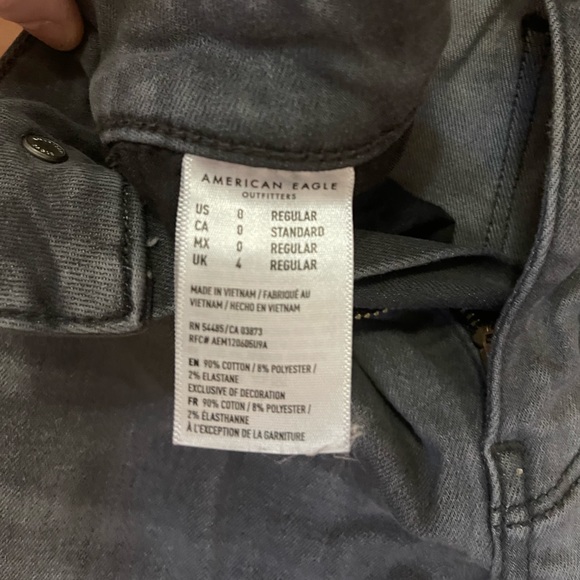 AMERICAN EAGLE
OUTFITTERS
US 0 REGULAR
CA 0 STANDARD
MX 0 REGULAR
UK 4 REGULAR
MADE IN VIETNAM / FABRIQUÉ AU
VIETNAM / HECHO EN VIETNAM
RN 54485/CA 03873
RFC# AEM120605U9A
EN 90% COTTON / 8% POLYESTER /
2% ELASTANE
EXCLUSIVE OF DECORATION
FR 90% COTON / 8% POLYESTER /
2% ÉLASTHANNE
À L'EXCEPTION DE LA GARNITURE